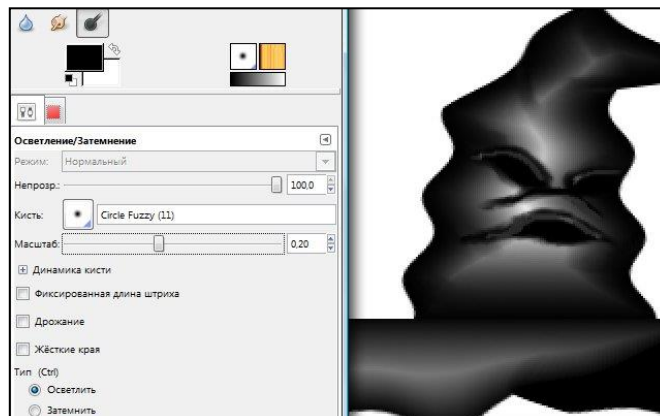 Осветление/Затемнение
Режим: Нормальный
Непрозр.: 100,0
Кисть: Circle Fuzzy (11)
Масштаб: 0,20
Динамика кисти
Фиксированная длина штриха
Дрожание
Жёсткие края
Тип (Ctrl)
Осветлить
Затемнить